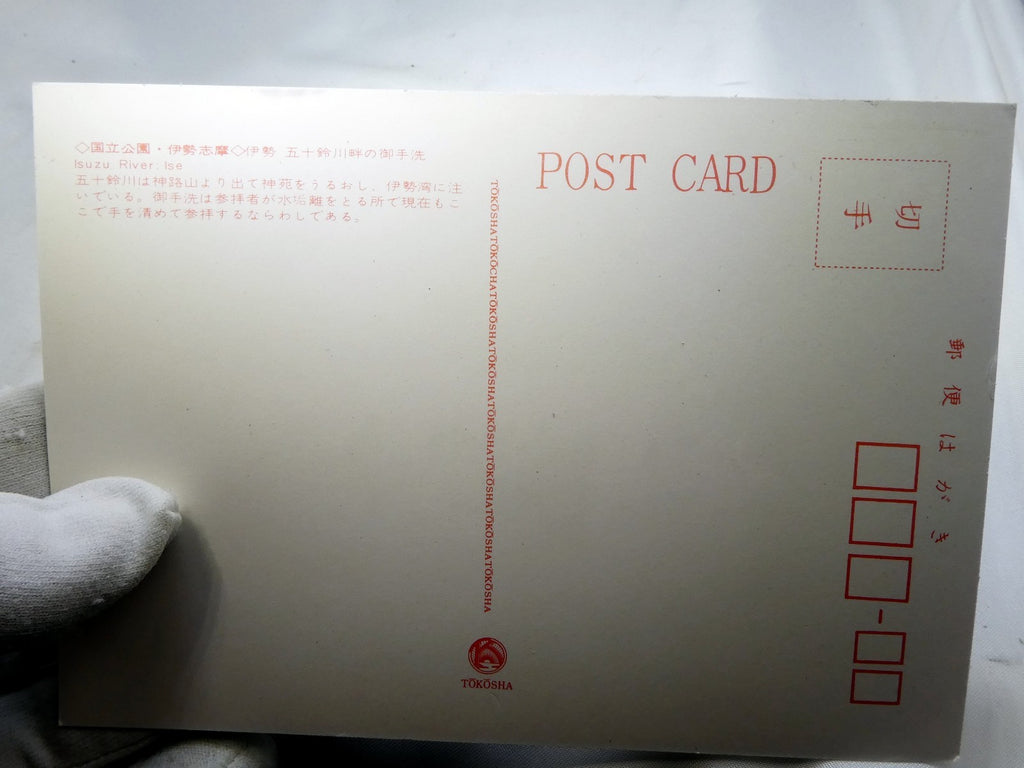 ◇国立公園・伊勢志摩◇伊勢 五十鈴川畔の御手洗
Isuzu River: Ise
五十鈴川は神路山より出て神苑をうるおし、伊勢湾に注
いでいる。御手洗は参拝者が水垢離をとる所で現在もこ
こで手を清めて参拝するならわしである。
TŌKŌSHATŌKŌCHATŌKŌSHATŌKŌSHATŌKŌSHATŌKŌSHATŌKŌSHATŌKŌSHA
TŌKŌSHA
POST CARD
切手
郵便はがき